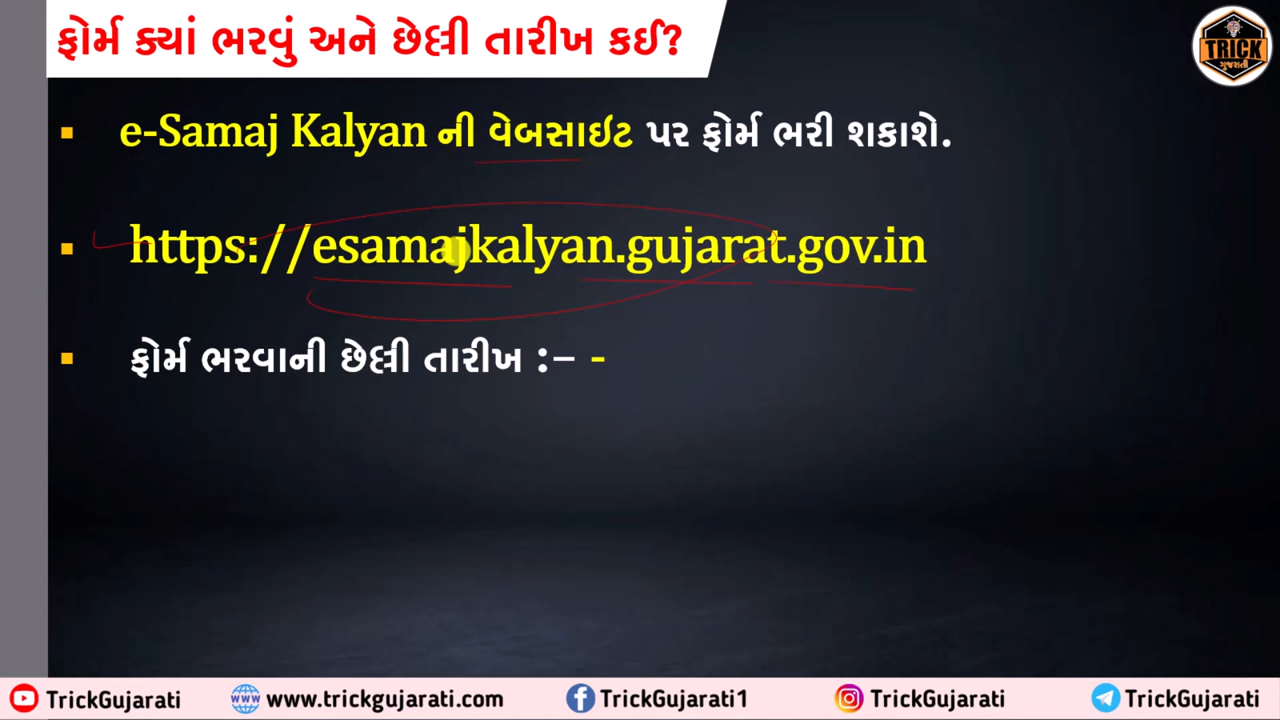 ફોર્મ ક્યાં ભરવું અને છેલ્લી તારીખ કઈ?
TRICK
ગુજરાતી
▪ e-Samaj Kalyan ની વેબસાઇટ પર ફોર્મ ભરી શકાશે.
▪ https://esamajkalyan.gujarat.gov.in
▪ ફોર્મ ભરવાની છેલ્લી તારીખ :– -
TrickGujarati www.trickgujarati.com TrickGujarati1 TrickGujarati TrickGujarati